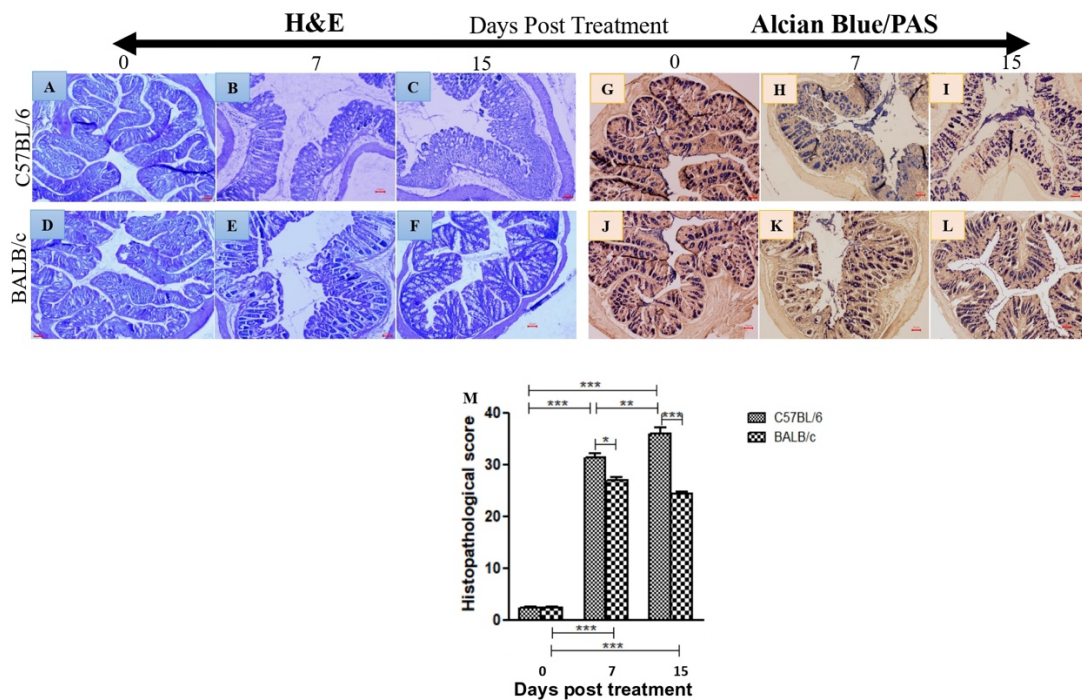 H&E Days Post Treatment Alcian Blue/PAS
0 7 15 0 7 15
C57BL/6
A B C G H I
BALB/c
D E F J K L
M
***
*** ** ***
*
C57BL/6
BALB/c
Histopathological score
40
30
20
10
0
***
***
0 7 15
Days post treatment